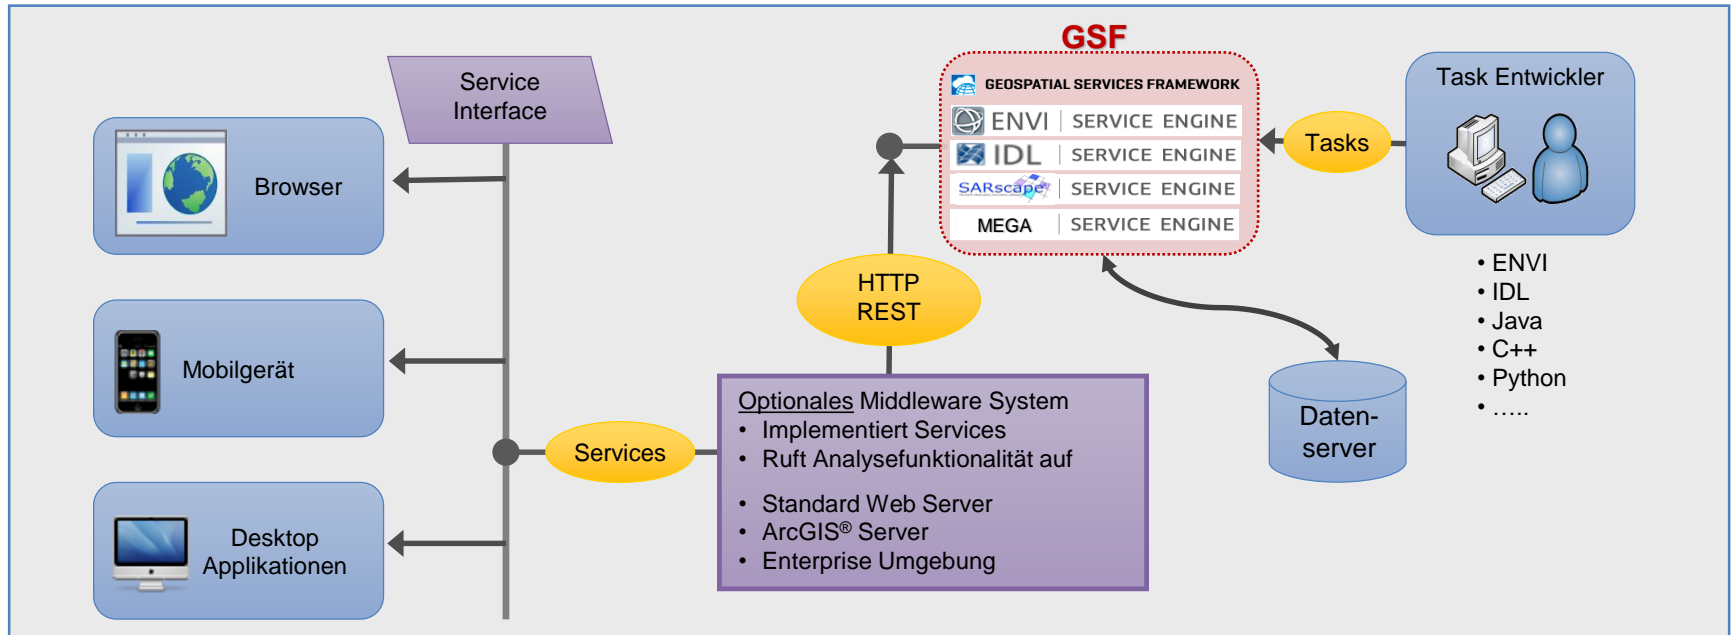 GSF
GEOSPATIAL SERVICES FRAMEWORK
ENVI | SERVICE ENGINE
IDL | SERVICE ENGINE
SARscape | SERVICE ENGINE
MEGA | SERVICE ENGINE
Service
Interface
Browser
Mobilgerät
Desktop
Applikationen
Services
HTTP
REST
Optionales Middleware System
• Implementiert Services
• Ruft Analysefunktionalität auf
• Standard Web Server
• ArcGIS® Server
• Enterprise Umgebung
Tasks
Task Entwickler
• ENVI
• IDL
• Java
• C++
• Python
• …..
Daten-
server